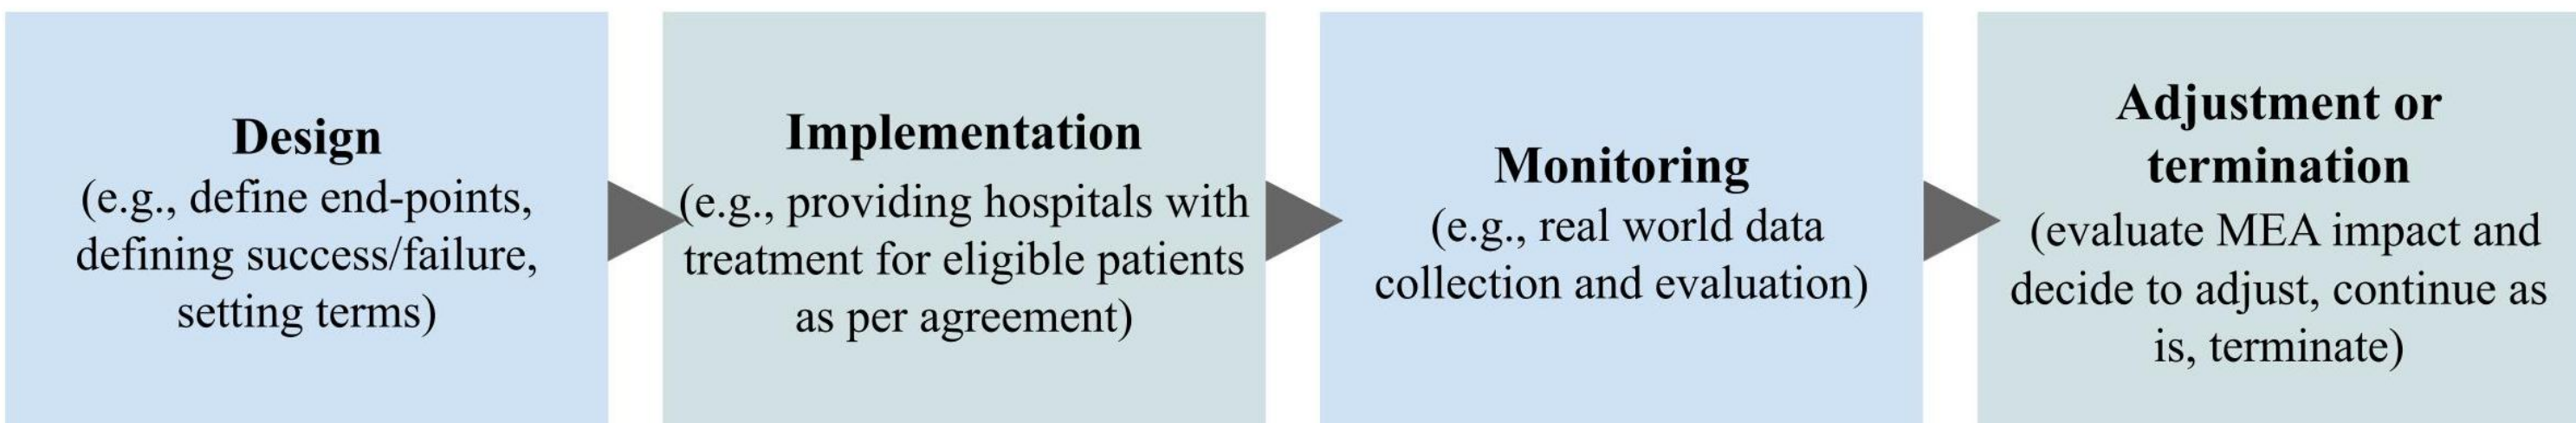 Design
(e.g., define end-points,
defining success/failure,
setting terms)
Implementation
(e.g., providing hospitals with
treatment for eligible patients
as per agreement)
Monitoring
(e.g., real world data
collection and evaluation)
Adjustment or
termination
(evaluate MEA impact and
decide to adjust, continue as
is, terminate)